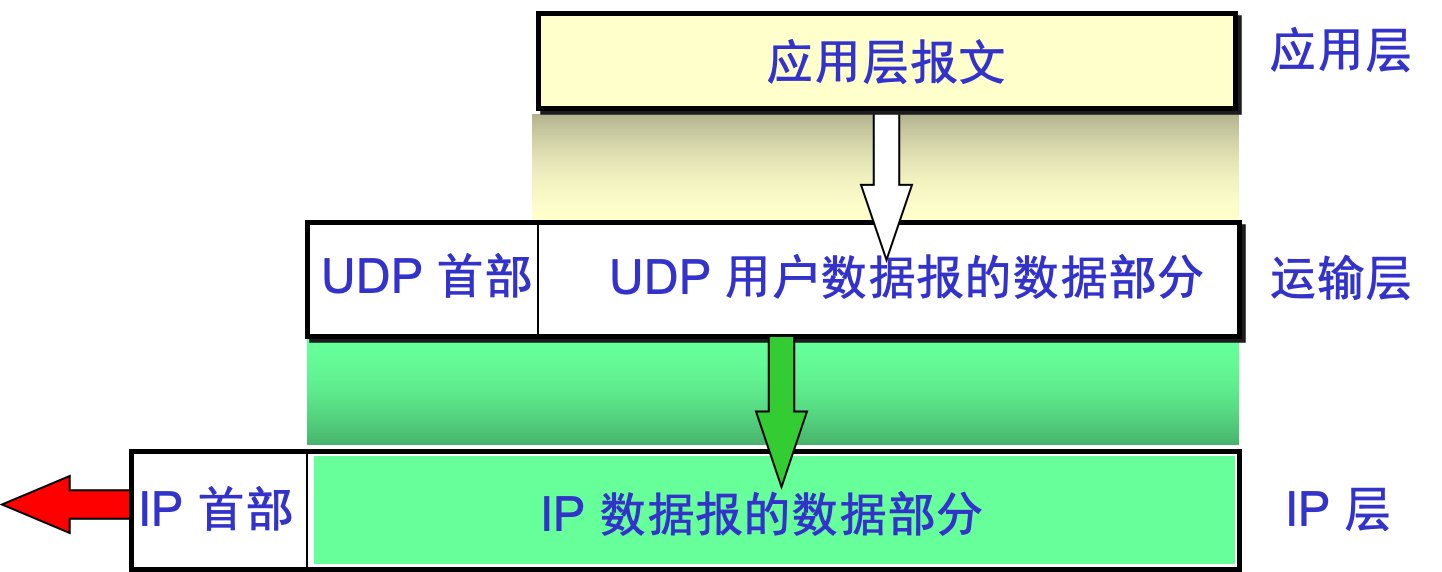 应用层报文
应用层
UDP 首部
UDP 用户数据报的数据部分
运输层
IP 首部
IP 数据报的数据部分
IP 层